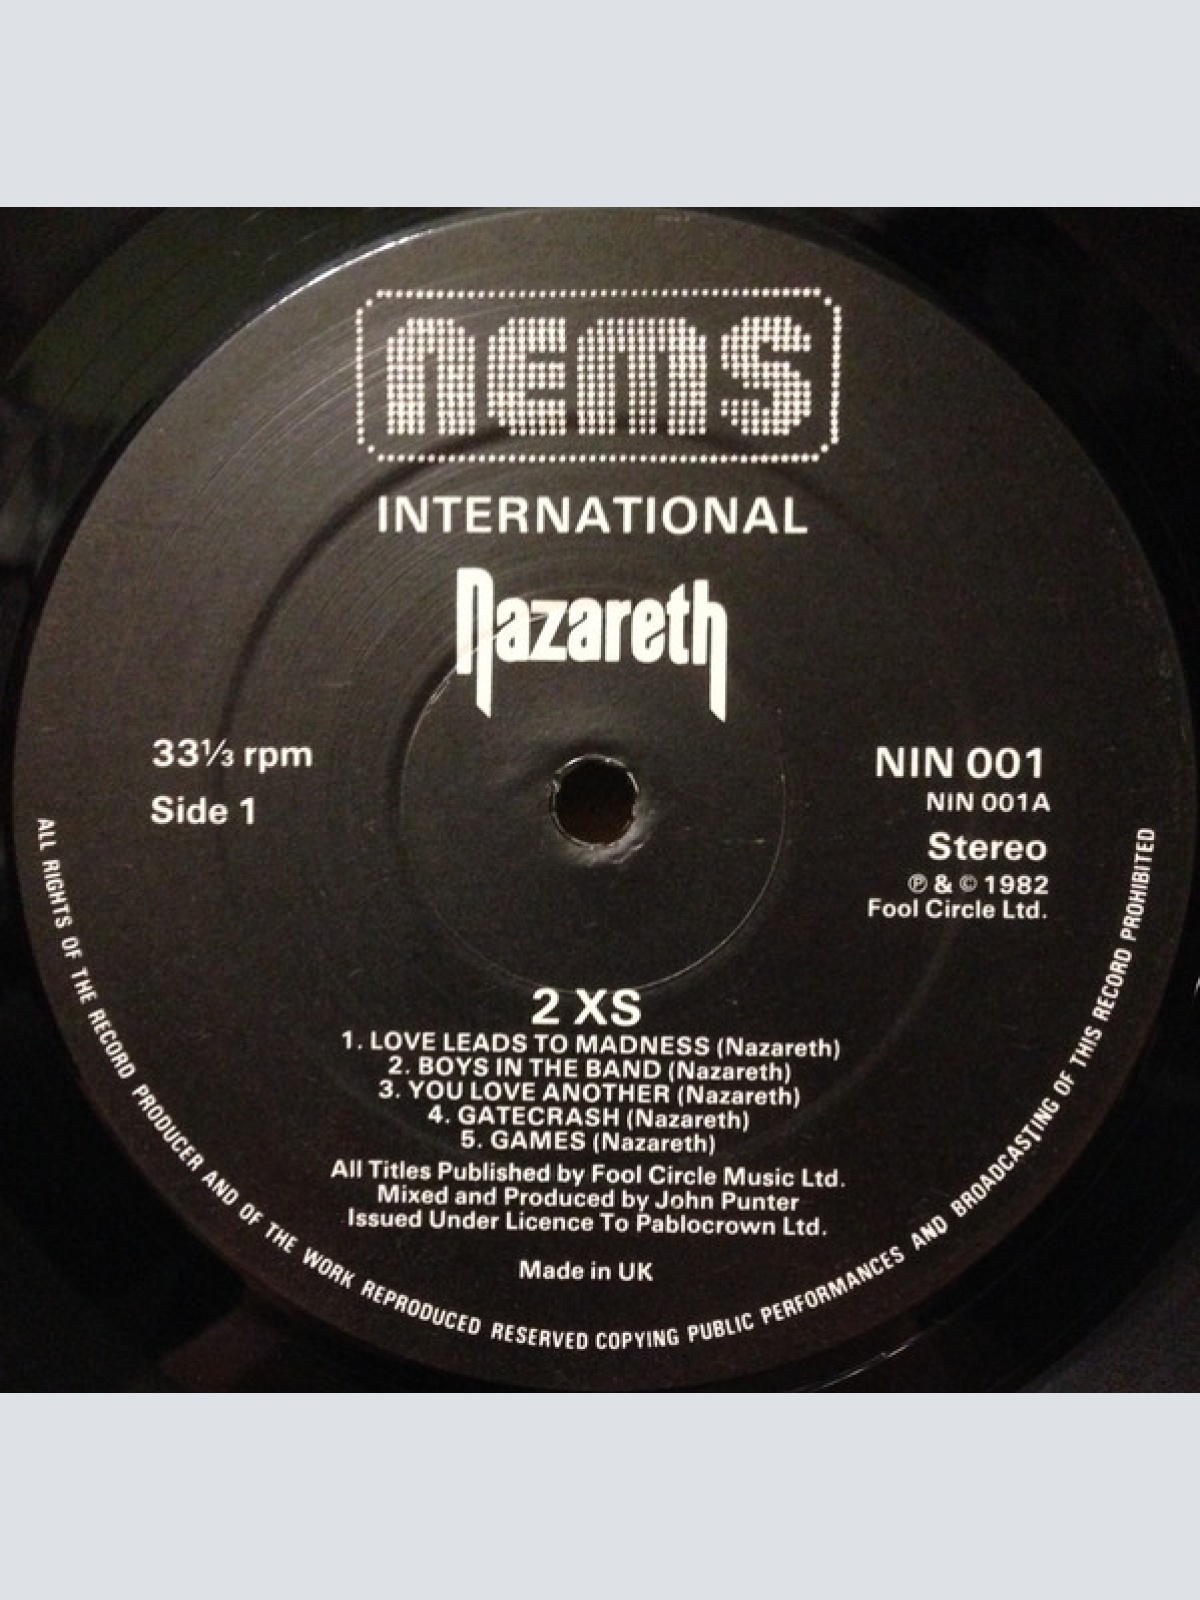 nems
INTERNATIONAL
Nazareth
33⅓ rpm
Side 1
NIN 001
NIN 001A
Stereo
℗ & © 1982
Fool Circle Ltd.
2 XS
1. LOVE LEADS TO MADNESS (Nazareth)
2. BOYS IN THE BAND (Nazareth)
3. YOU LOVE ANOTHER (Nazareth)
4. GATECRASH (Nazareth)
5. GAMES (Nazareth)
All Titles Published by Fool Circle Music Ltd.
Mixed and Produced by John Punter
Issued Under Licence To Pablocrown Ltd.
Made in UK
ALL RIGHTS OF THE RECORD PRODUCER AND OF THE WORK REPRODUCED RESERVED COPYING PUBLIC PERFORMANCES AND BROADCASTING OF THIS RECORD PROHIBITED